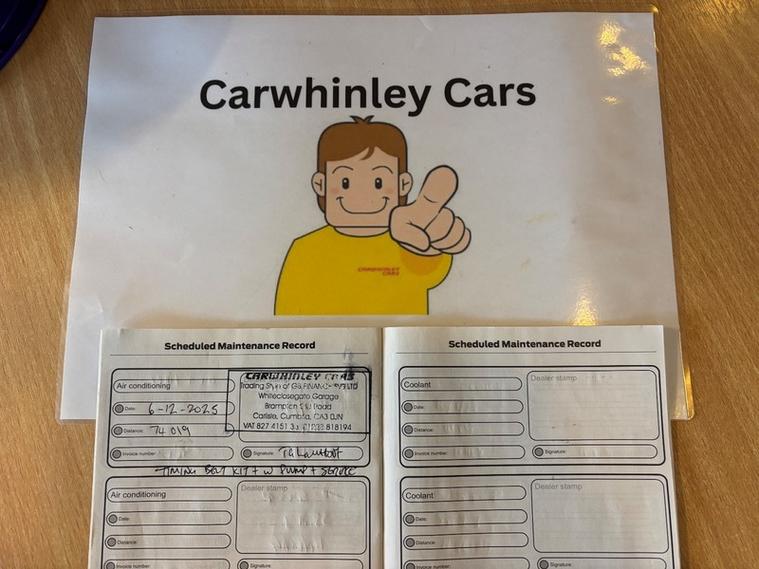 Carwhinley Cars
CARWHINLEY
CARS
Scheduled Maintenance Record
Air conditioning
CARWHINLEY CARS
Trading Style of
Whiteclosegate Garage
Brampton Old Road
Carlisle, Cumbria, CA3 0JN
VAT 827 4151 818194
Date: 6-12-2025
Distance: 74 019
Invoice number:
Signature:
TIMING BELT KIT + W PUMP + SERVICE
Air conditioning
Dealer stamp
Date:
Distance:
Invoice number:
Signature:
Scheduled Maintenance Record
Coolant
Dealer stamp
Date:
Distance:
Invoice number:
Signature:
Coolant
Dealer stamp
Date:
Distance:
Invoice number:
Signature: